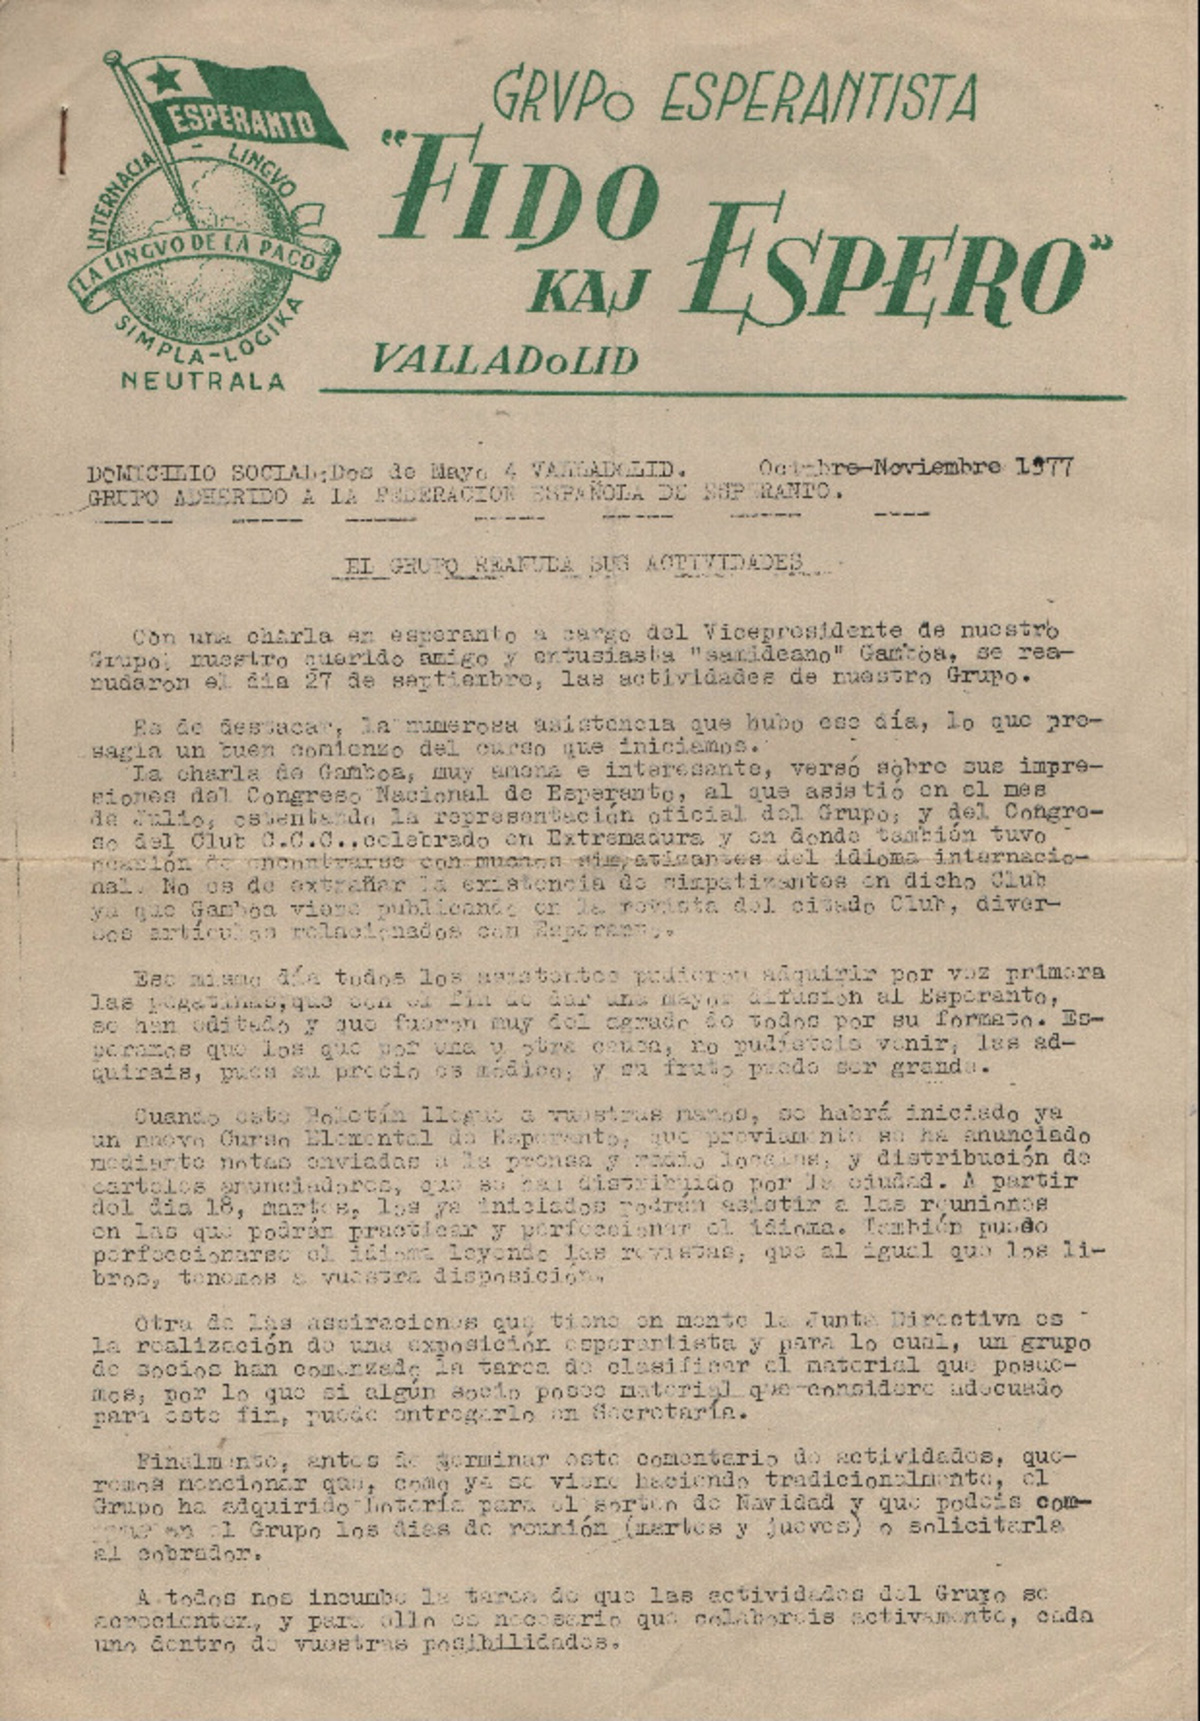 GRVPO ESPERANTISTA
"FIDO
KAJ ESPERO"
VALLADOLID
ESPERANTO
INTERNACIA - LINGVO
LA LINGVO DE LA PACO
SIMPLA-LOGIKA
NEUTRALA
DOMICILIO SOCIAL:Dos de Mayo 4 VALLADOLID. Octubre-Noviembre 1977
GRUPO ADHERIDO A LA FEDERACION ESPAÑOLA DE ESPERANTO.
EL GRUPO REANUDA SUS ACTIVIDADES
Con una charla en esperanto a cargo del Vicepresidente de nuestro
Grupo, nuestro querido amigo y entusiasta "samideano" Gamboa, se rea-
nudaron el dia 27 de septiembre, las actividades de nuestro Grupo.
Es de destacar, la numerosa asistencia que hubo ese día, lo que pre-
sagia un buen comienzo del curso que iniciamos.
La charla de Gamboa, muy amena e interesante, versó sobre sus impre-
siones del Congreso Nacional de Esperanto, al que asistió en el mes
de Julio, ostentando la representación oficial del Grupo, y del Congre-
so del Club C.C.C., celebrado en Extremadura y en donde también tuvo
ocasión de encontrarse con muchos simpatizantes del idioma internacio-
nal. No es de extrañar la existencia de simpatizantes en dicho Club
ya que Gamboa viene publicando en la revista del citado Club, diver-
sos artículos relacionados con Esperanto.
Ese mismo día todos los asistentes pudieron adquirir por vez primera
las pegatinas, que con el fin de dar una mayor difusión al Esperanto,
se han editado y que fueron muy del agrado de todos por su formato. Es-
peramos que los que por una u otra causa, no pudísteis venir, las ad-
quirais, pues su precio es módico, y su fruto puede ser grande.
Cuando este Boletín llegue a vuestras manos, se habrá iniciado ya
un nuevo Curso Elemental de Esperanto, que previamente se ha anunciado
mediante notas enviadas a la prensa y radio locales, y distribución de
carteles anunciadores, que se han distribuido por la ciudad. A partir
del dia 18, martes, los ya iniciados podrán asistir a las reuniones
en las que podrán practicar y perfeccionar el idioma. También puede
perfeccionarse el idioma leyendo las revistas, que al igual que los li-
bros, tenemos a vuestra disposición.
Otra de las aspiraciones que tiene en mente la Junta Directiva es
la realización de una exposición esperantista y para lo cual, un grupo
de socios han comenzado la tarea de clasificar el material que posee-
mos, por lo que si algún socio posee material que considere adecuado
para este fin, puede entregarlo en Secretaría.
Finalmente, antes de terminar este comentario de actividades, que-
remos mencionar que, como ya se viene haciendo tradicionalmente, el
Grupo ha adquirido Lotería para el sorteo de Navidad y que podeis com-
en el Grupo los dias de reunión (martes y jueves) o solicitarla
al cobrador.
A todos nos incumbe la tarea de que las actividades del Grupo se
acrecienten, y para ello es necesario que colaboreis activamente, cada
uno dentro de vuestras posibilidades.